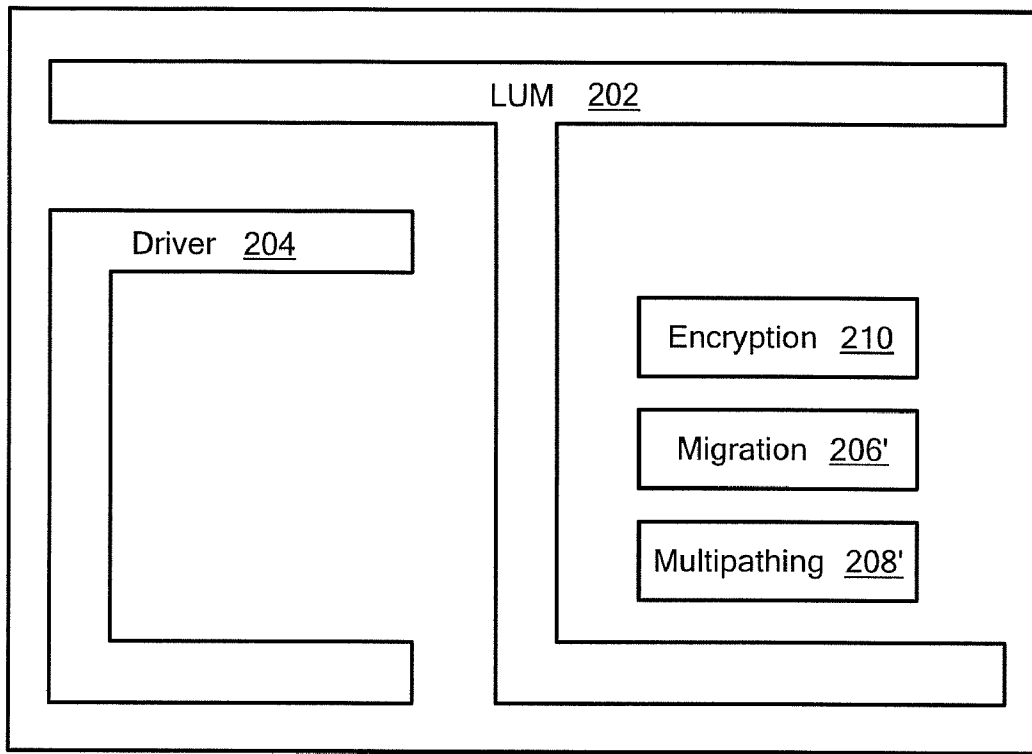 LUM 202
Driver 204
Encryption 210
Migration 206'
Multipathing 208'